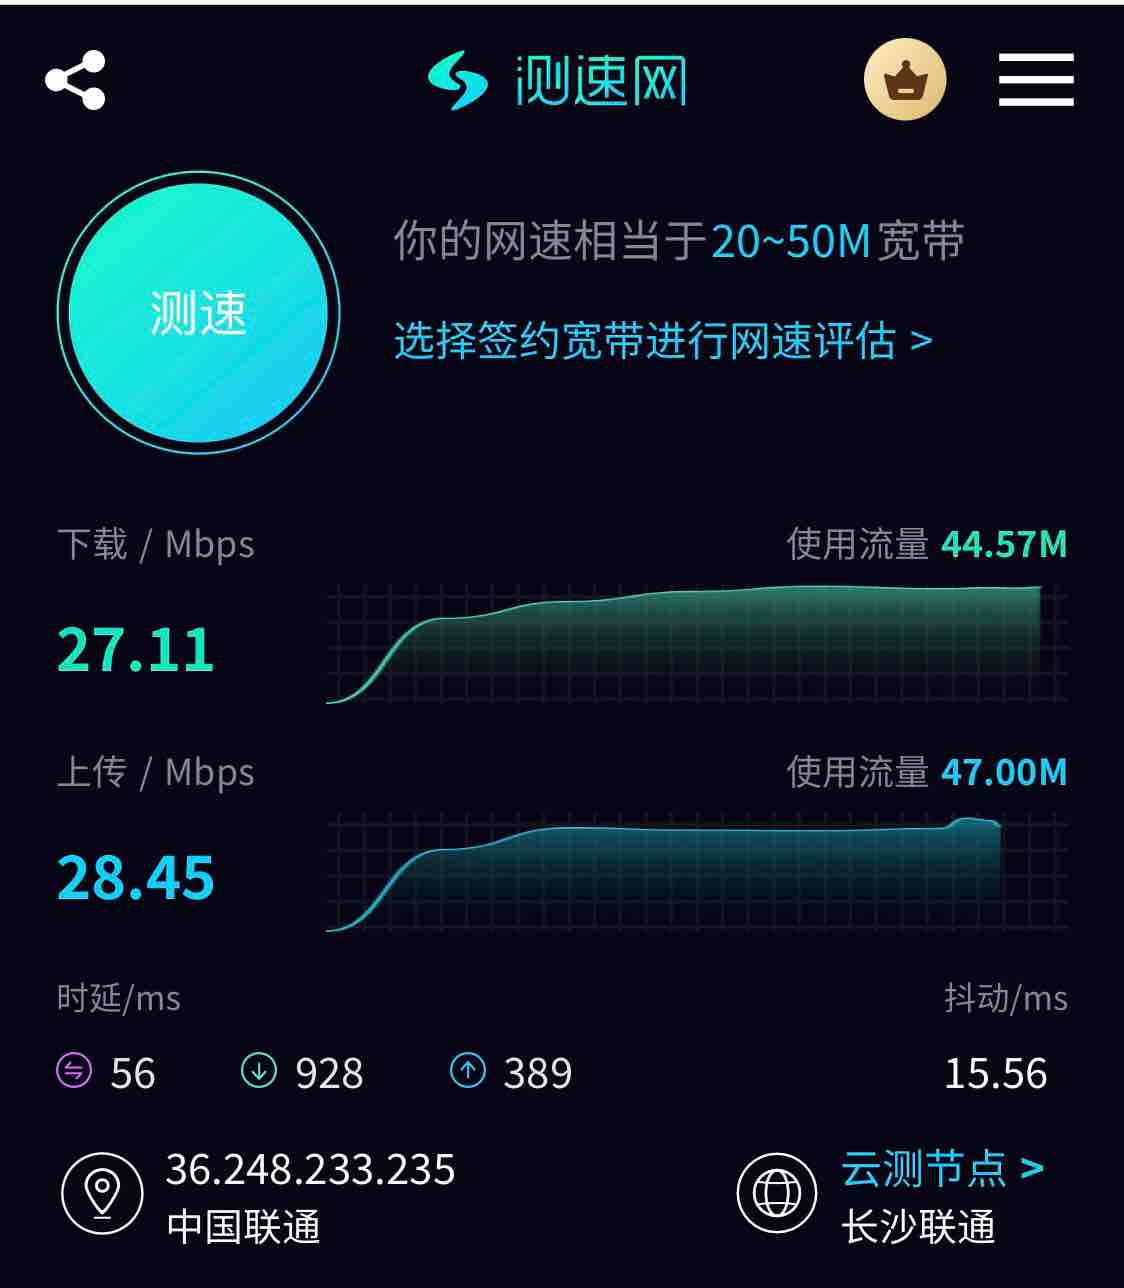 测速网
测速
你的网速相当于20~50M宽带
选择签约宽带进行网速评估 >
下载 / Mbps
使用流量 44.57M
27.11
上传 / Mbps
使用流量 47.00M
28.45
时延/ms
抖动/ms
56 928 389 15.56
36.248.233.235
中国联通
云测节点 >
长沙联通